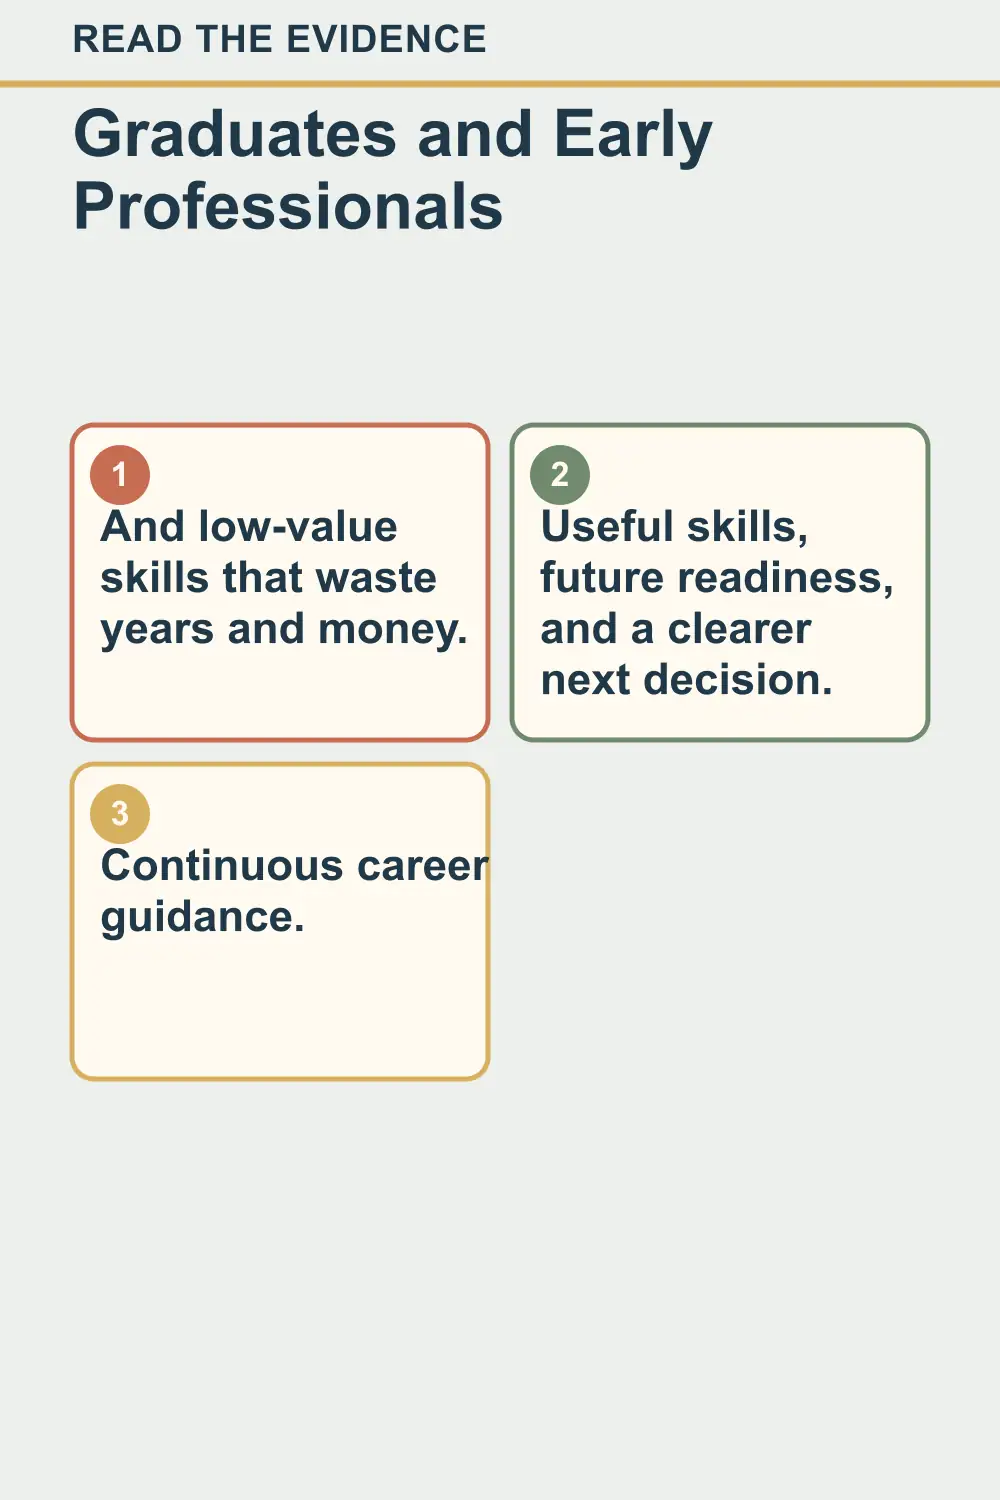 READ THE EVIDENCE
Graduates and Early
Professionals
1
And low-value
skills that waste
years and money.
2
Useful skills,
future readiness,
and a clearer
next decision.
3
Continuous career
guidance.